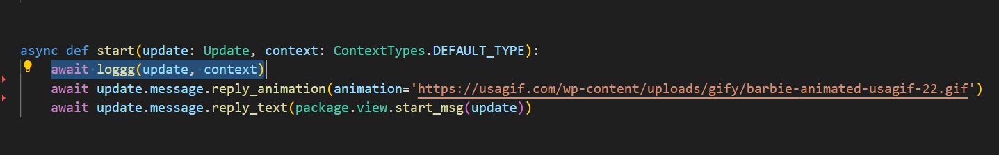 async def start(update: Update, context: ContextTypes.DEFAULT_TYPE):
    await loggg(update, context)
    await update.message.reply_animation(animation='https://usagif.com/wp-content/uploads/gify/barbie-animated-usagif-22.gif')
    await update.message.reply_text(package.view.start_msg(update))